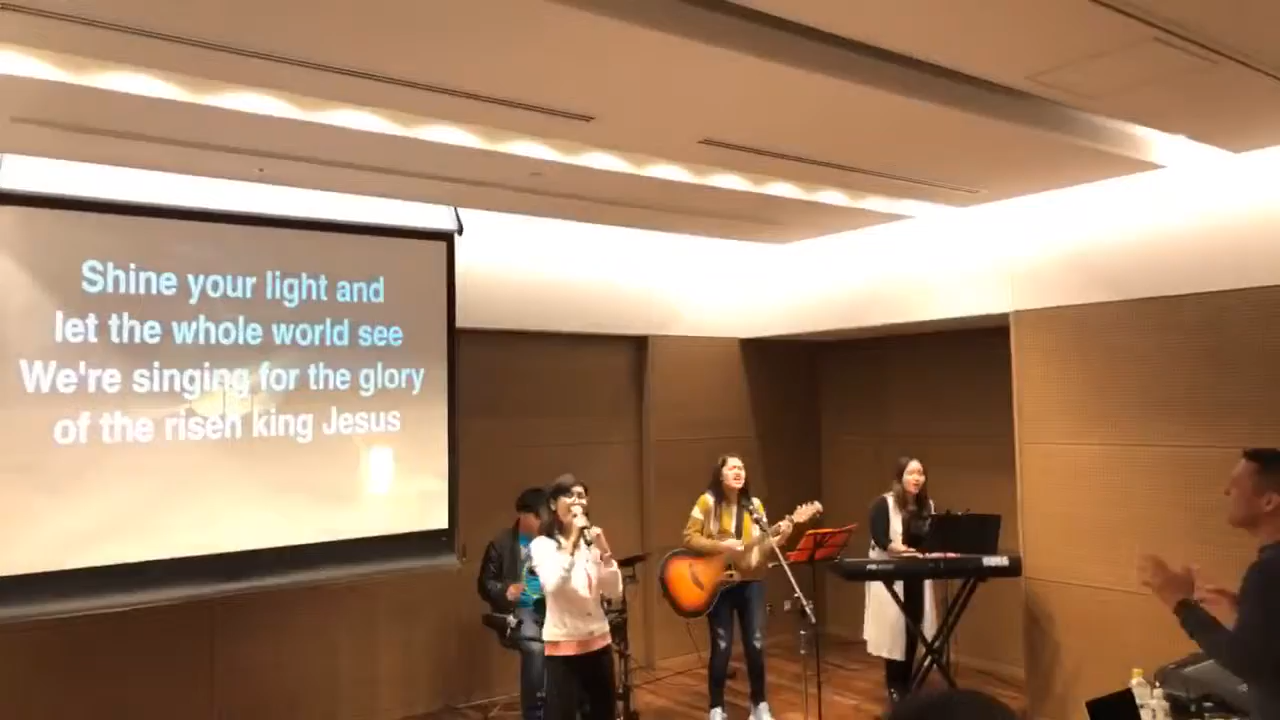 Shine your light and
let the whole world see
We're singing for the glory
of the risen king Jesus
KORG